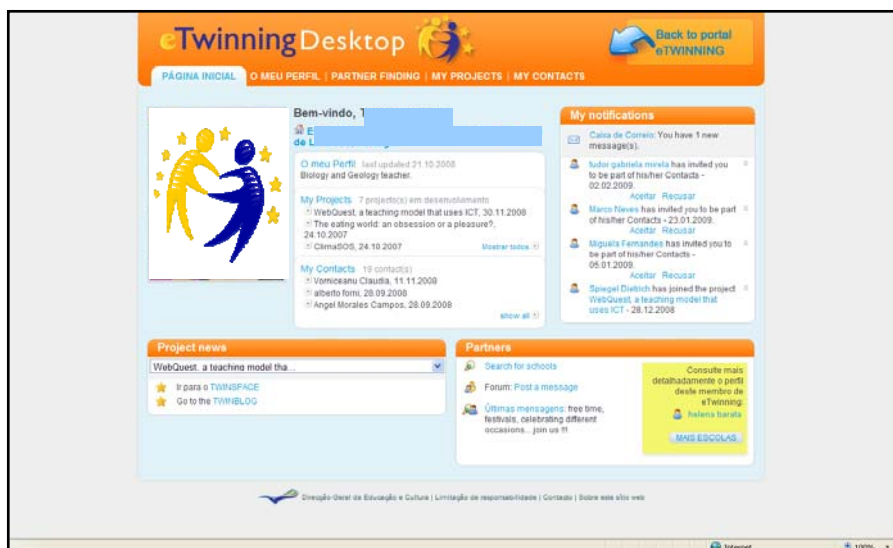 eTwinning Desktop
Back to portal
eTWINNING
PÁGINA INICIAL O MEU PERFIL | PARTNER FINDING | MY PROJECTS | MY CONTACTS
Bem-vindo,
de
O meu Perfil last updated 21.10.2008
Biology and Geology teacher.
My Projects 7 projecto(s) em desenvolvimento
WebQuest, a teaching model that uses ICT, 30.11.2008
The eating world: an obsession or a pleasure?,
24.10.2007
ClimaSOS, 24.10.2007 Mostrar todos
My Contacts 19 contact(s)
Vorniceanu Claudia, 11.11.2008
alberto forni, 28.09.2008
Angel Morales Campos, 28.09.2008
show all
My notifications
Caixa de Correio: You have 1 new
message(s).
tudor gabriela mirela has invited you
to be part of his/her Contacts -
02.02.2009.
Aceitar Recusar
Marco Neves has invited you to be part
of his/her Contacts - 23.01.2009.
Aceitar Recusar
Miguela Fernandes has invited you to
be part of his/her Contacts -
05.01.2009.
Aceitar Recusar
Spiegel Dietrich has joined the project
WebQuest, a teaching model that
uses ICT - 28.12.2008
Project news
WebQuest, a teaching model tha...
Ir para o TWINSPACE
Go to the TWINBLOG
Partners
Search for schools
Forum: Post a message
Últimas mensagens: free time,
festivals, celebrating different
occasions... join us !!!
Consulte mais
detalhadamente o perfil
deste membro de
eTwinning:
helena barata
MAIS ESCOLAS
Direcção-Geral da Educação e Cultura | Limitação de responsabilidade | Contacto | Sobre este sítio web
Internet
100%